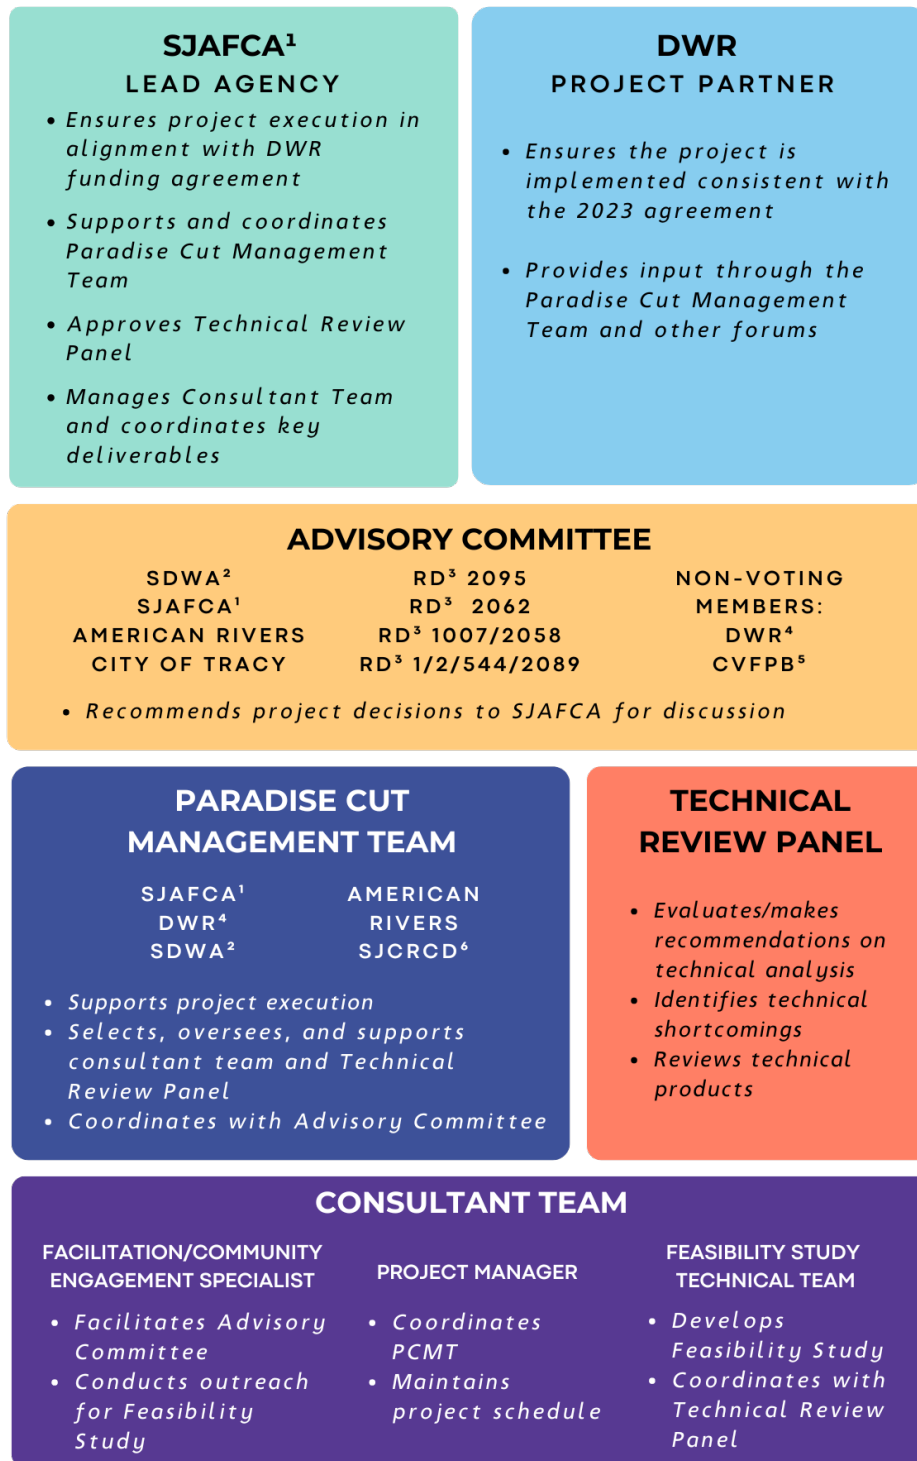 SJAFCA¹
LEAD AGENCY
• Ensures project execution in
alignment with DWR
funding agreement
• Supports and coordinates
Paradise Cut Management
Team
• Approves Technical Review
Panel
• Manages Consultant Team
and coordinates key
deliverables
DWR
PROJECT PARTNER
• Ensures the project is
implemented consistent with
the 2023 agreement
• Provides input through the
Paradise Cut Management
Team and other forums
ADVISORY COMMITTEE
SDWA²
SJAFCA¹
AMERICAN RIVERS
CITY OF TRACY
RD³ 2095
RD³ 2062
RD³ 1007/2058
RD³ 1/2/544/2089
NON-VOTING
MEMBERS:
DWR⁴
CVFPB⁵
• Recommends project decisions to SJAFCA for discussion
PARADISE CUT
MANAGEMENT TEAM
SJAFCA¹
DWR⁴
SDWA²
AMERICAN
RIVERS
SJCRCD⁶
• Supports project execution
• Selects, oversees, and supports
consultant team and Technical
Review Panel
• Coordinates with Advisory Committee
TECHNICAL
REVIEW PANEL
• Evaluates/makes
recommendations on
technical analysis
• Identifies technical
shortcomings
• Reviews technical
products
CONSULTANT TEAM
FACILITATION/COMMUNITY
ENGAGEMENT SPECIALIST
• Facilitates Advisory
Committee
• Conducts outreach
for Feasibility
Study
PROJECT MANAGER
• Coordinates
PCMT
• Maintains
project schedule
FEASIBILITY STUDY
TECHNICAL TEAM
• Develops
Feasibility Study
• Coordinates with
Technical Review
Panel